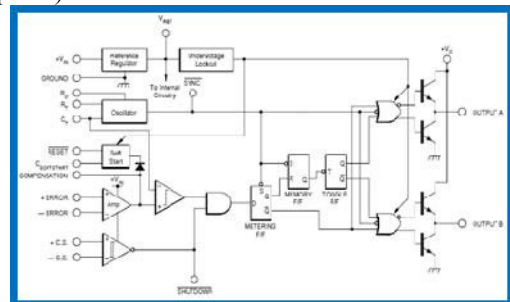 V_REF
+V_IN
Reference Regulator
Undervoltage Lockout
+V_C
GROUND
To Internal Circuitry
SYNC
R_D
R_T
C_T
Oscillator
OUTPUT A
RESET
Start
C_SOFTSTART
COMPENSATION
+V_IN
S
R
Q
MEMORY F/F
T
Q
Q
TOGGLE F/F
+ ERROR
Amp
− ERROR
D
S
Q
Q
METERING F/F
+ C.S.
− C.S.
OUTPUT B
SHUTDOWN